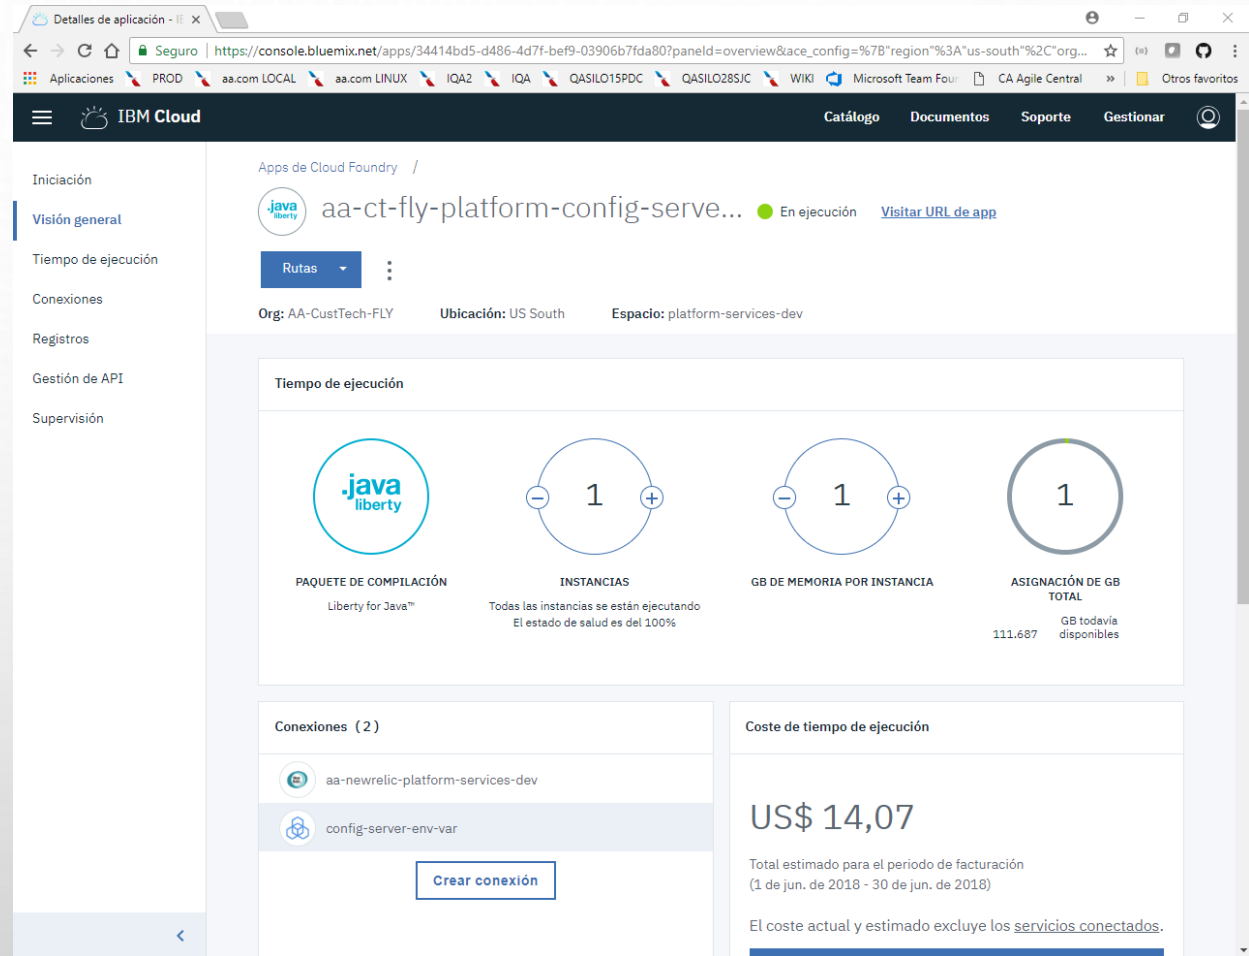 Detalles de aplicación - IE
Seguro https://console.bluemix.net/apps/34414bd5-d486-4d7f-bef9-03906b7fda80?paneId=overview&ace_config=%7B"region"%3A"us-south"%2C"org...
Aplicaciones PROD aa.com LOCAL aa.com LINUX IQA2 IQA QASILO15PDC QASILO28SJC WIKI Microsoft Team Foun CA Agile Central » Otros favoritos
IBM Cloud Catálogo Documentos Soporte Gestionar
Iniciación
Visión general
Tiempo de ejecución
Conexiones
Registros
Gestión de API
Supervisión
Apps de Cloud Foundry /
.java liberty
aa-ct-fly-platform-config-serve... En ejecución Visitar URL de app
Rutas
Org: AA-CustTech-FLY Ubicación: US South Espacio: platform-services-dev
Tiempo de ejecución
.java liberty
1
1
1
PAQUETE DE COMPILACIÓN
Liberty for Java™
INSTANCIAS
Todas las instancias se están ejecutando
El estado de salud es del 100%
GB DE MEMORIA POR INSTANCIA
ASIGNACIÓN DE GB
TOTAL
111.687 GB todavía
disponibles
Conexiones (2)
aa-newrelic-platform-services-dev
config-server-env-var
Crear conexión
Coste de tiempo de ejecución
US$ 14,07
Total estimado para el periodo de facturación
(1 de jun. de 2018 - 30 de jun. de 2018)
El coste actual y estimado excluye los servicios conectados.